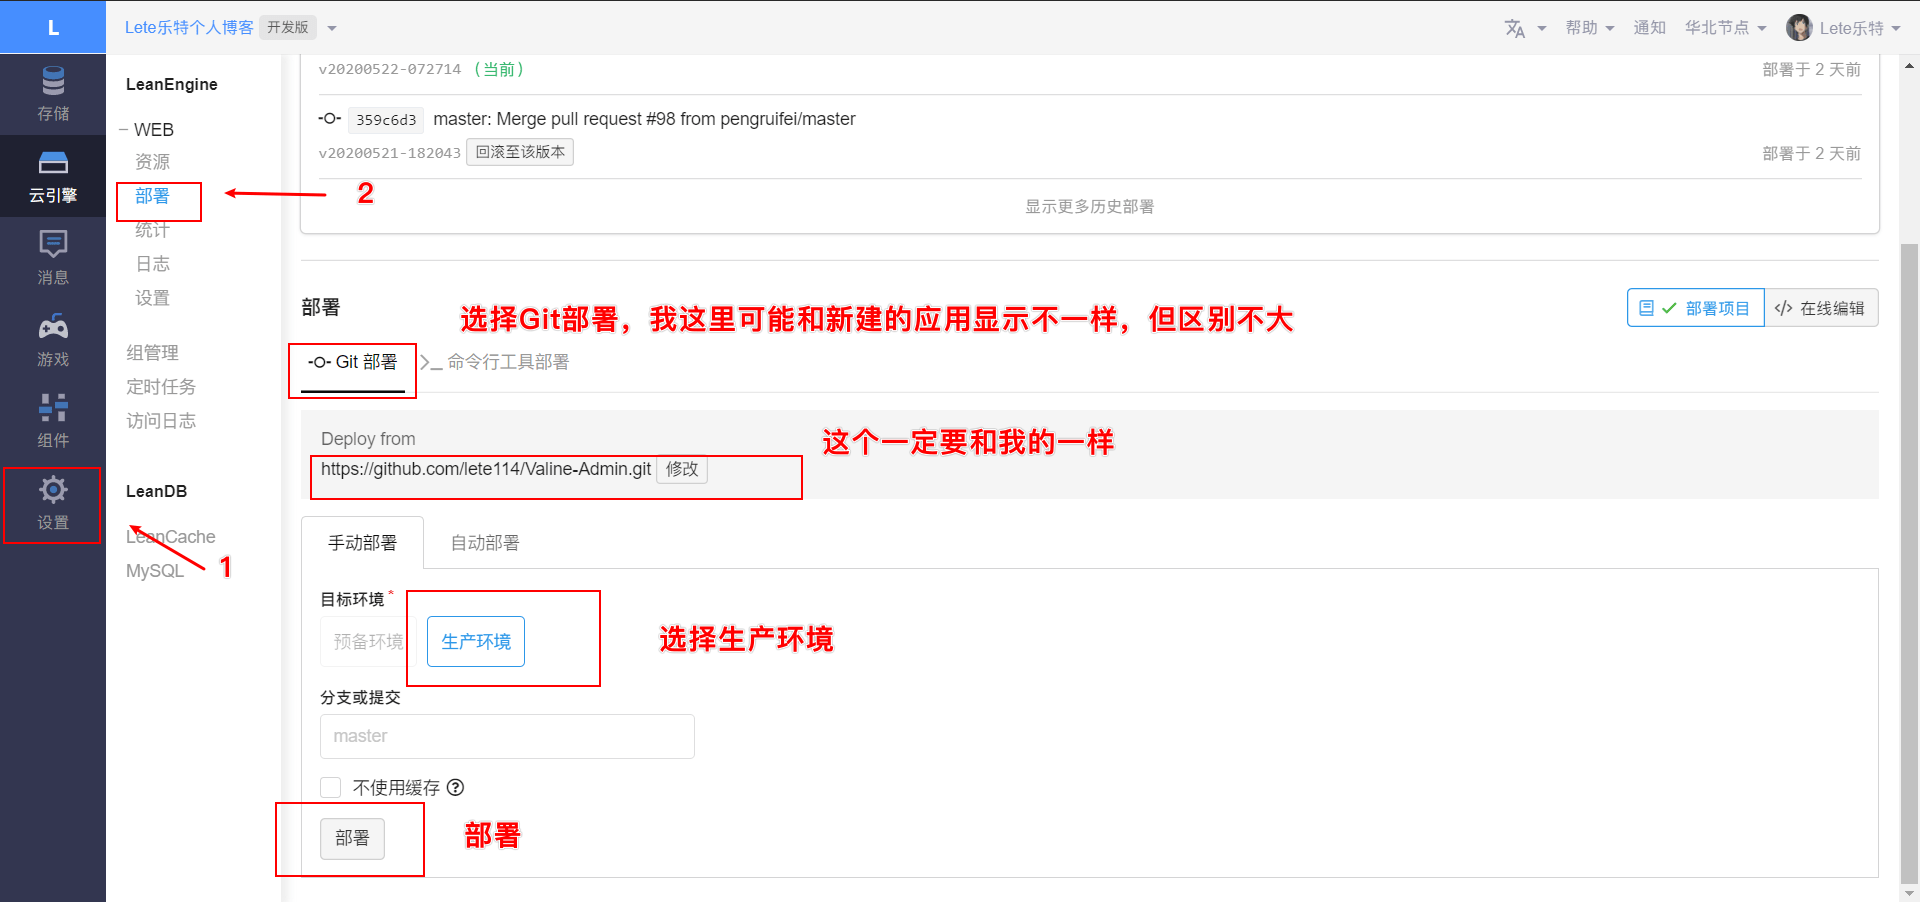 L
Lete乐特个人博客 开发版
帮助
通知
华北节点
Lete乐特
存储
云引擎
消息
游戏
组件
设置
LeanEngine
WEB
资源
部署
统计
日志
设置
组管理
定时任务
访问日志
LeanDB
LeanCache
MySQL
2
1
v20200522-072714 (当前)
部署于 2 天前
359c6d3 master: Merge pull request #98 from pengruifei/master
v20200521-182043 回滚至该版本
部署于 2 天前
显示更多历史部署
部署
选择Git部署，我这里可能和新建的应用显示不一样，但区别不大
部署项目
</> 在线编辑
Git 部署
命令行工具部署
Deploy from
这个一定要和我的一样
https://github.com/lete114/Valine-Admin.git 修改
手动部署
自动部署
目标环境 *
预备环境
生产环境
选择生产环境
分支或提交
master
不使用缓存
部署
部署